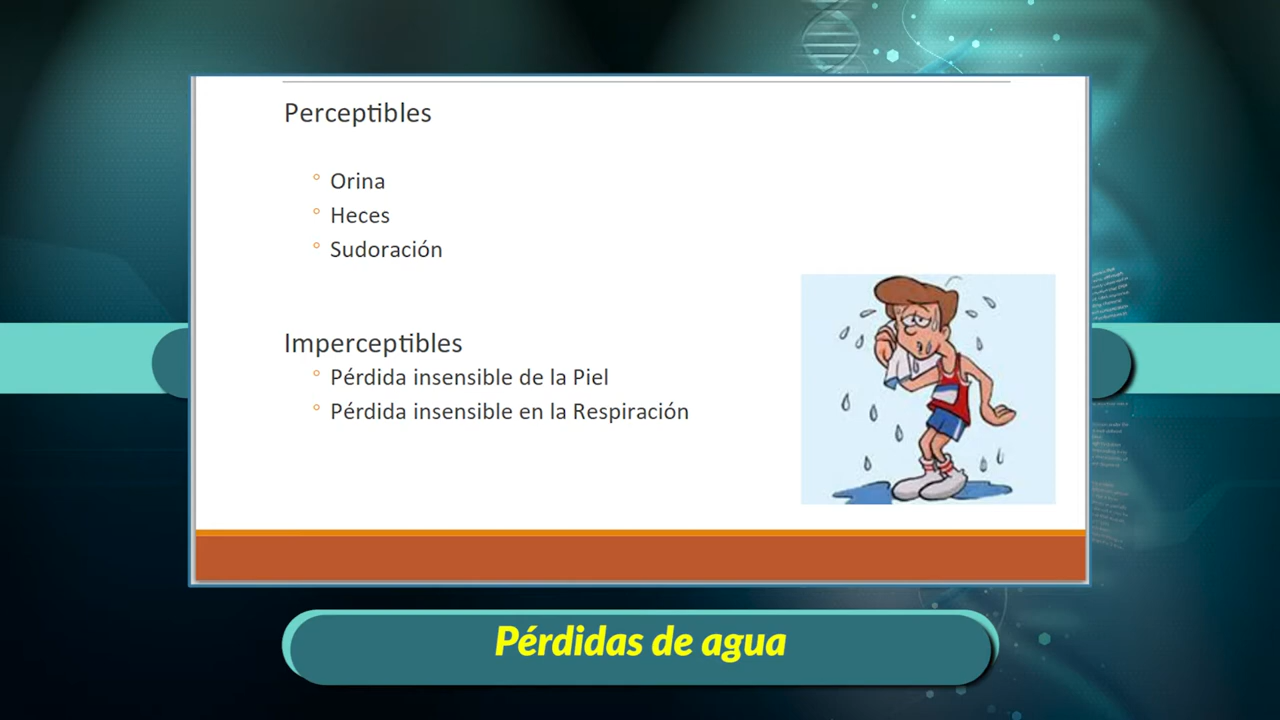 Perceptibles
Orina
Heces
Sudoración
Imperceptibles
Pérdida insensible de la Piel
Pérdida insensible en la Respiración
Pérdidas de agua